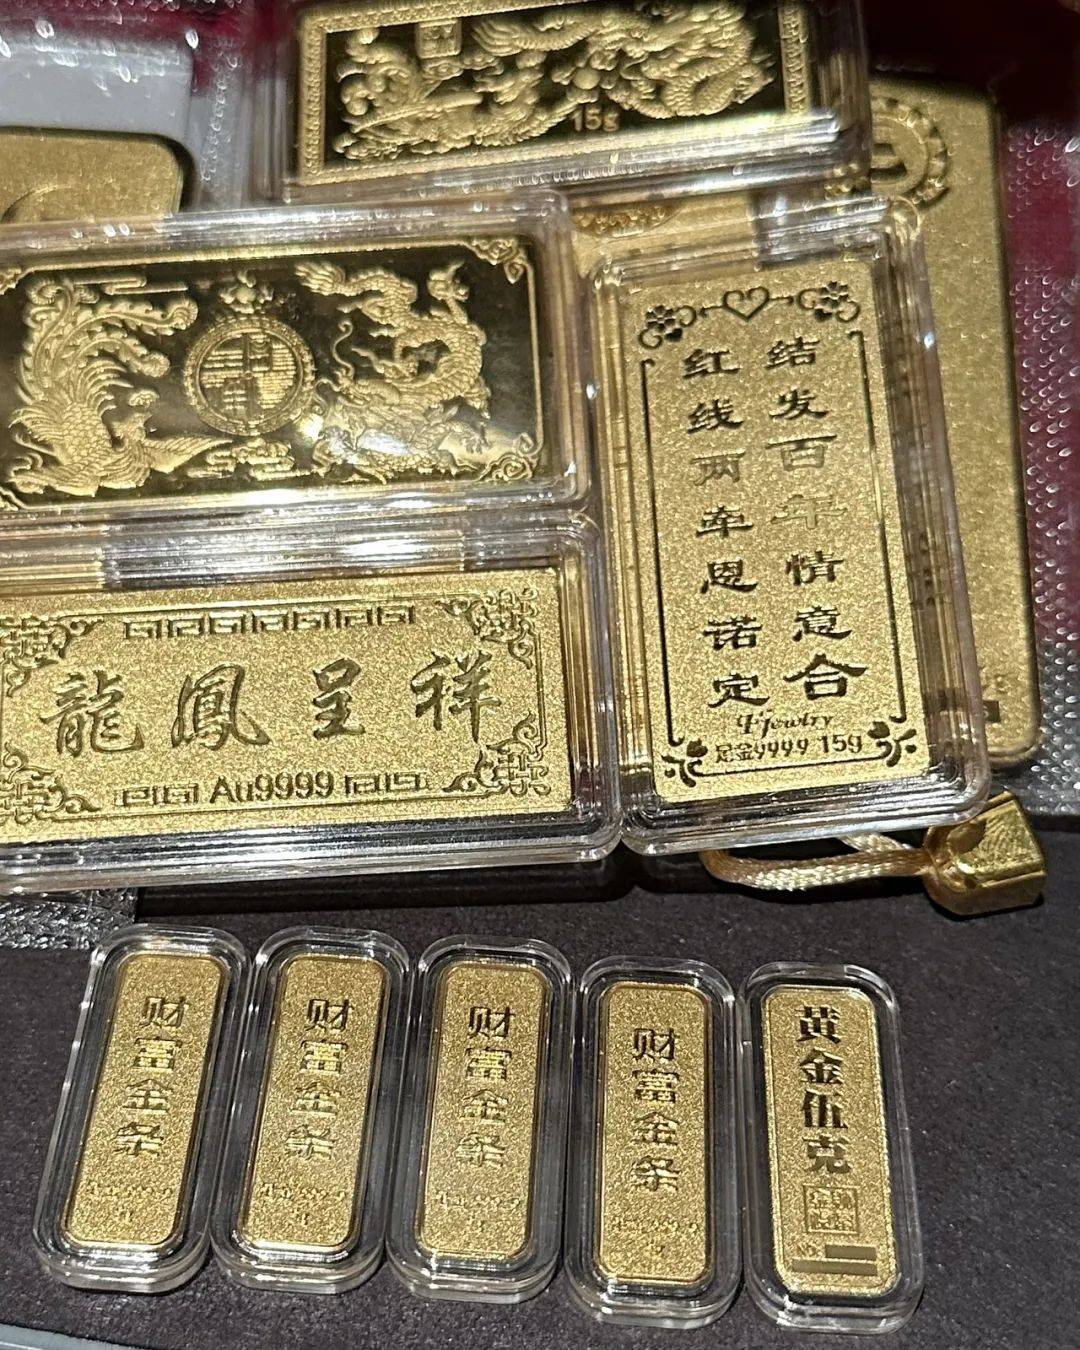 15g
结发百年情意合
红线两牵恩诺定
足金9999 15g
龍鳳呈祥
Au9999
财富金条
财富金条
财富金条
财富金条
黄金伍克
NO